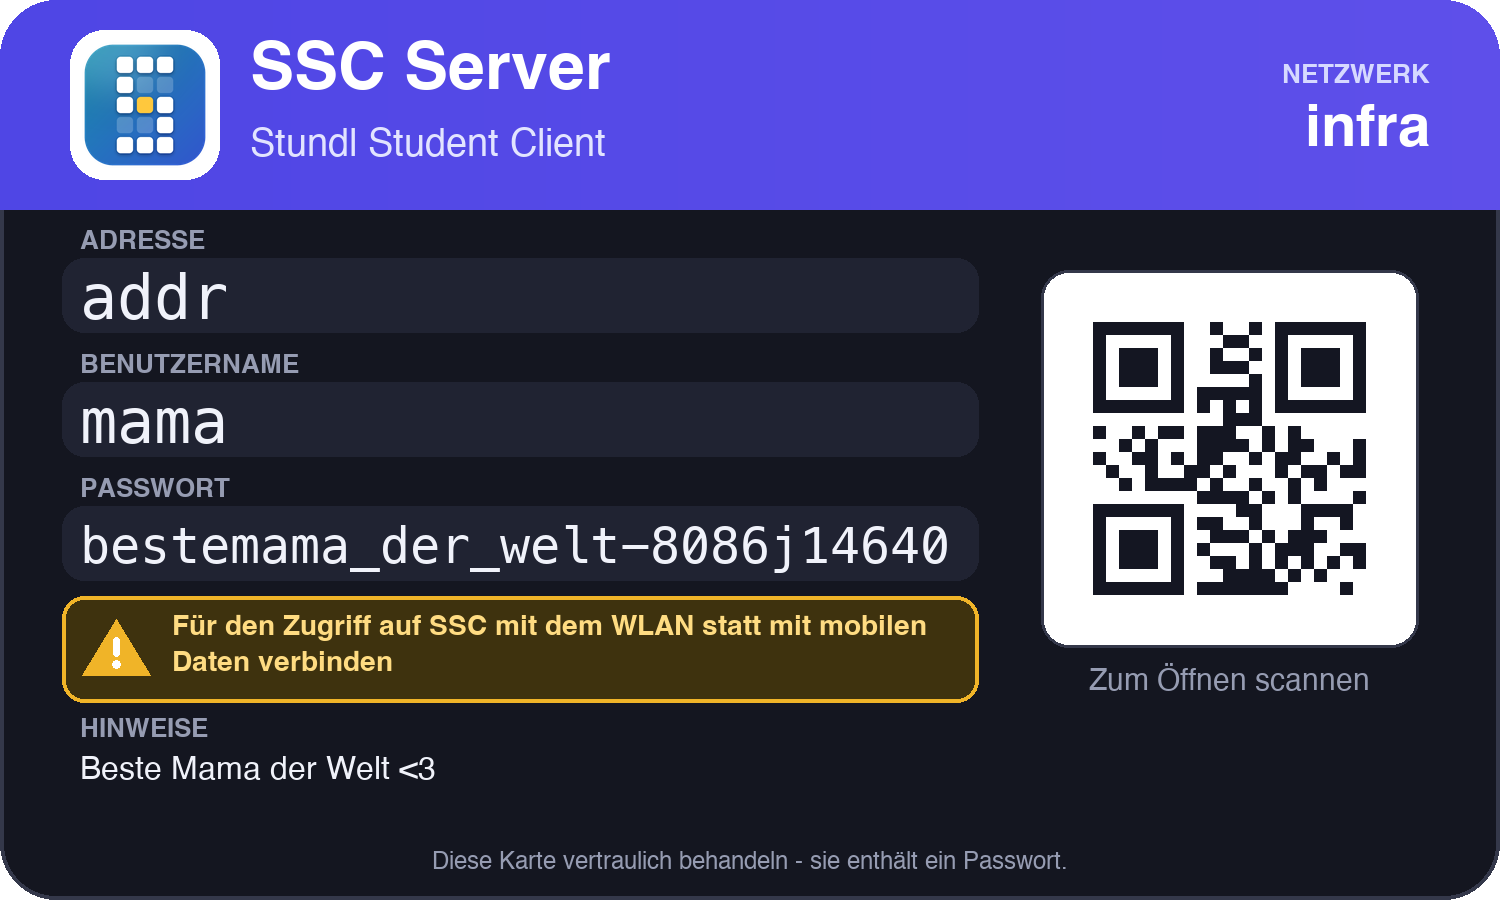 SSC Server
Stundl Student Client
NETZWERK
infra
ADRESSE
addr
BENUTZERNAME
mama
PASSWORT
bestemama_der_welt-8086j14640
Für den Zugriff auf SSC mit dem WLAN statt mit mobilen
Daten verbinden
HINWEISE
Beste Mama der Welt <3
Zum Öffnen scannen
Diese Karte vertraulich behandeln - sie enthält ein Passwort.